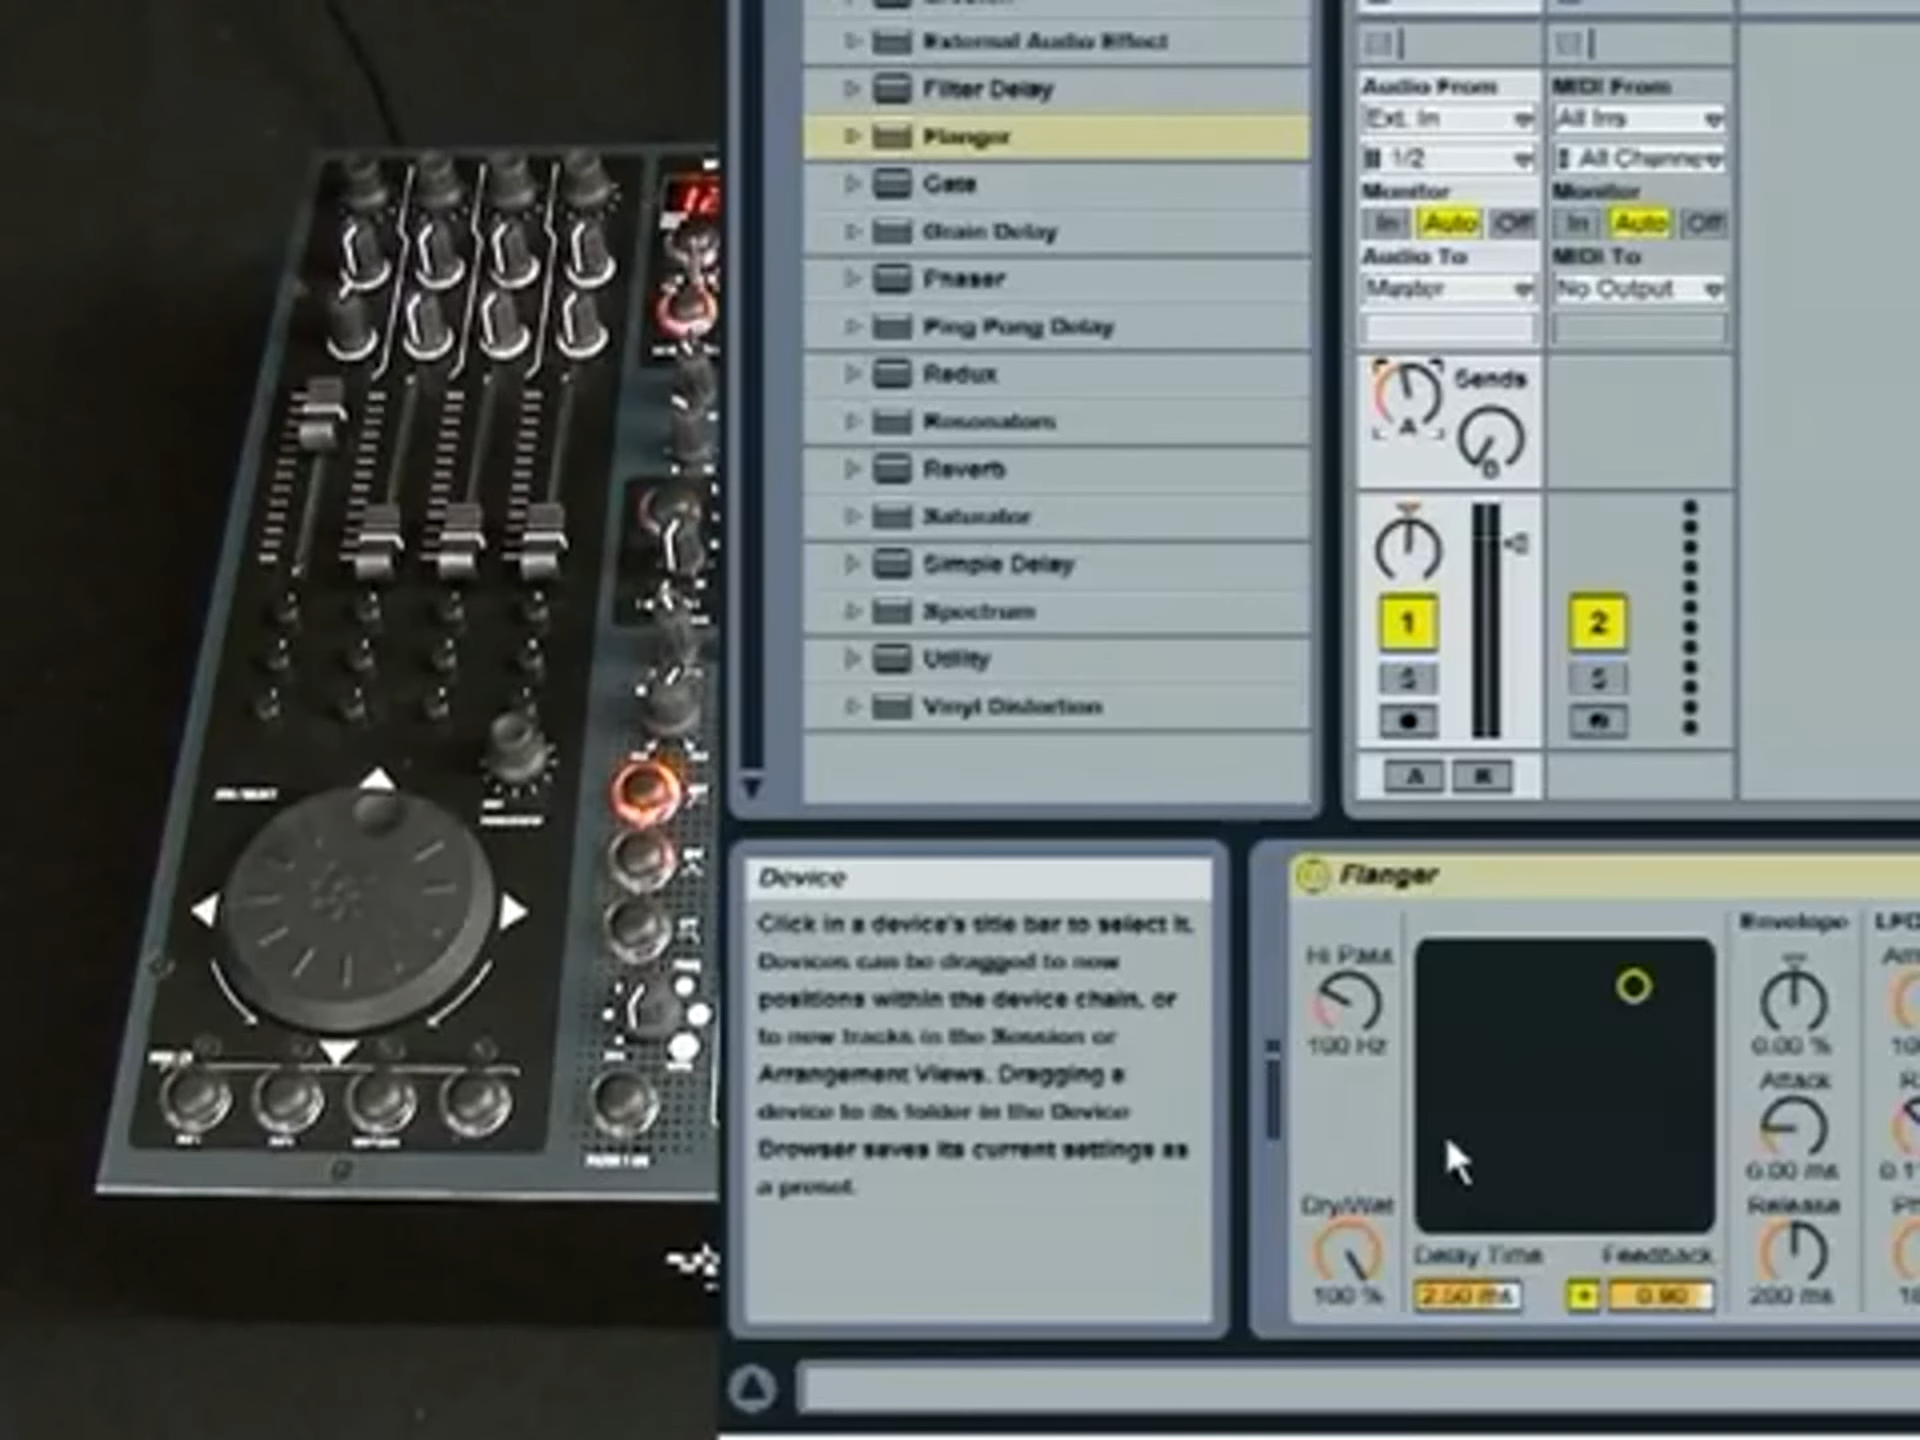 External Audio Effect
Filter Delay
Flanger
Gate
Grain Delay
Phaser
Ping Pong Delay
Redux
Resonators
Reverb
Saturator
Simple Delay
Spectrum
Utility
Vinyl Distortion
Audio From
Ext. In
1/2
Monitor
In Auto Off
Audio To
Master
MIDI From
All Ins
All Channe
Monitor
In Auto Off
MIDI To
No Output
Sends
A
B
1
S
2
S
A
Device
Click in a device's title bar to select it.
Devices can be dragged to new
positions within the device chain, or
to new tracks in the Session or
Arrangement Views. Dragging a
device to its folder in the Device
Browser saves its current settings as
a preset.
Flanger
Hi Pass
100 Hz
Dry/Wet
100 %
Delay Time
2.50 ms
Feedback
+
0.90
Envelope
0.00 %
Attack
6.00 ms
Release
200 ms